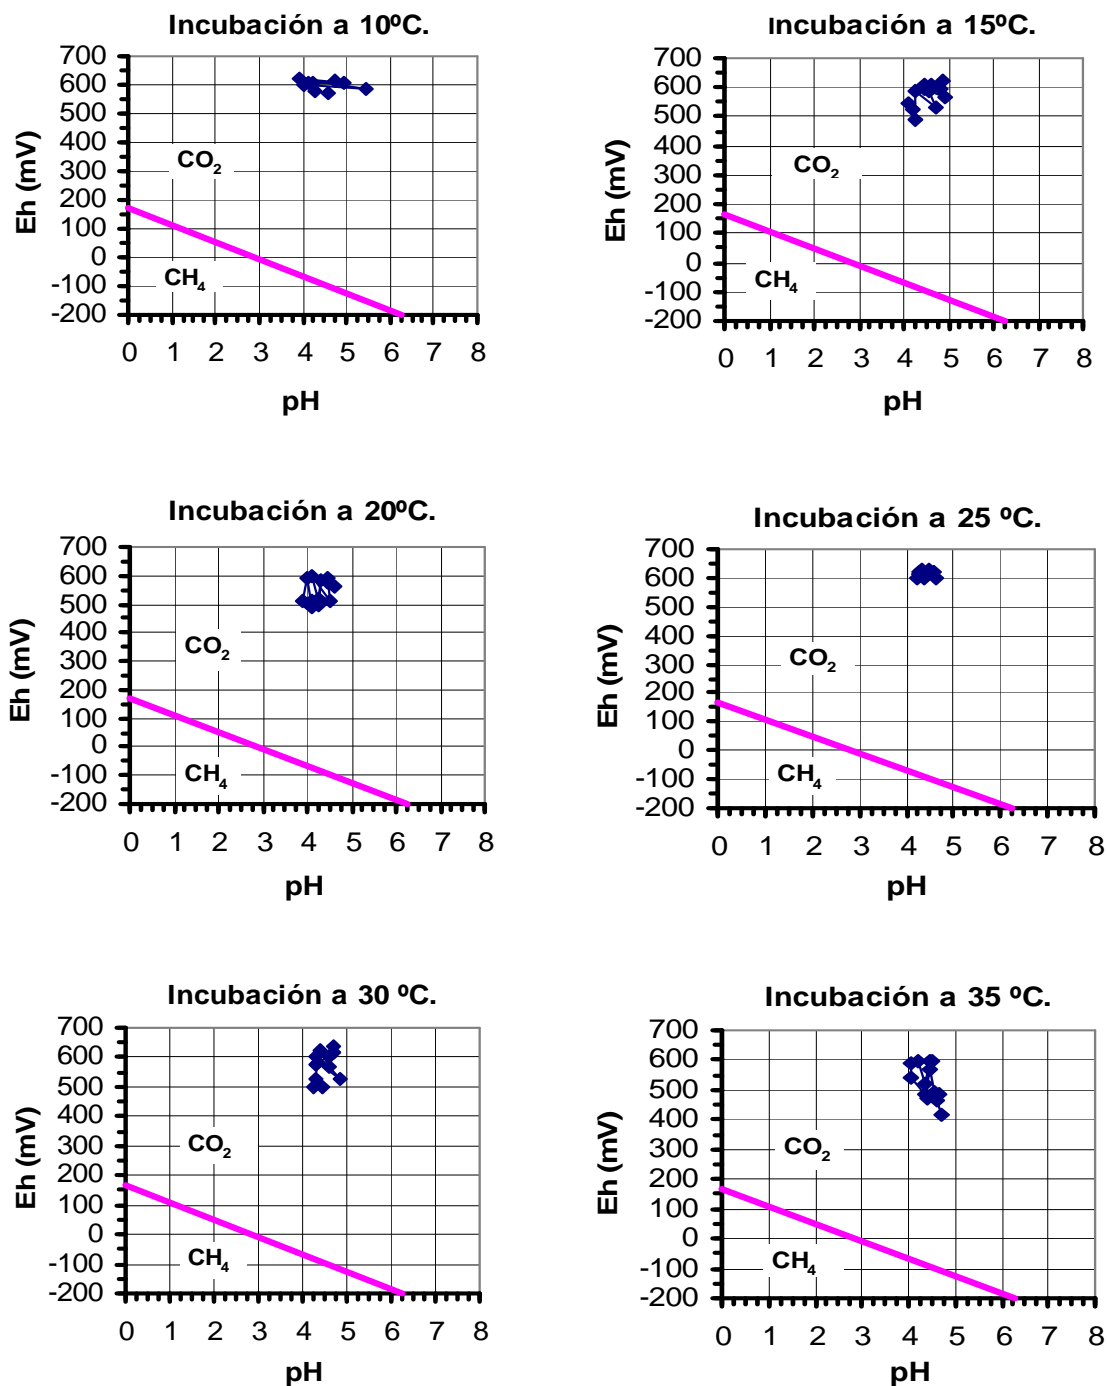 Incubación a 10ºC.
700
600
500
400
300
200
100
0
-100
-200
Eh (mV)
CO₂
CH₄
0 1 2 3 4 5 6 7 8
pH
Incubación a 15ºC.
700
600
500
400
300
200
100
0
-100
-200
Eh (mV)
CO₂
CH₄
0 1 2 3 4 5 6 7 8
pH
Incubación a 20ºC.
700
600
500
400
300
200
100
0
-100
-200
Eh (mV)
CO₂
CH₄
0 1 2 3 4 5 6 7 8
pH
Incubación a 25 ºC.
700
600
500
400
300
200
100
0
-100
-200
Eh (mV)
CO₂
CH₄
0 1 2 3 4 5 6 7 8
pH
Incubación a 30 ºC.
700
600
500
400
300
200
100
0
-100
-200
Eh (mV)
CO₂
CH₄
0 1 2 3 4 5 6 7 8
pH
Incubación a 35 ºC.
700
600
500
400
300
200
100
0
-100
-200
Eh (mV)
CO₂
CH₄
0 1 2 3 4 5 6 7 8
pH